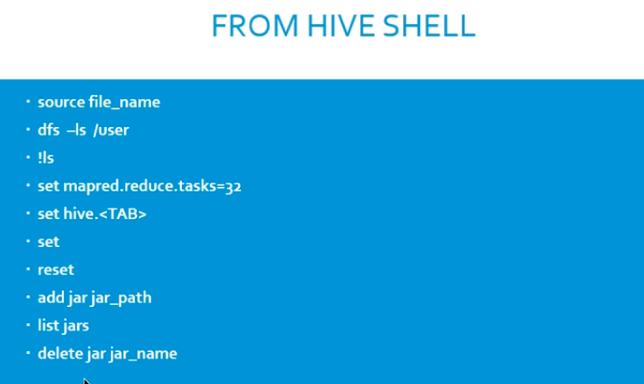 FROM HIVE SHELL
• source file_name
• dfs –ls /user
• !ls
• set mapred.reduce.tasks=32
• set hive.<TAB>
• set
• reset
• add jar jar_path
• list jars
• delete jar jar_name